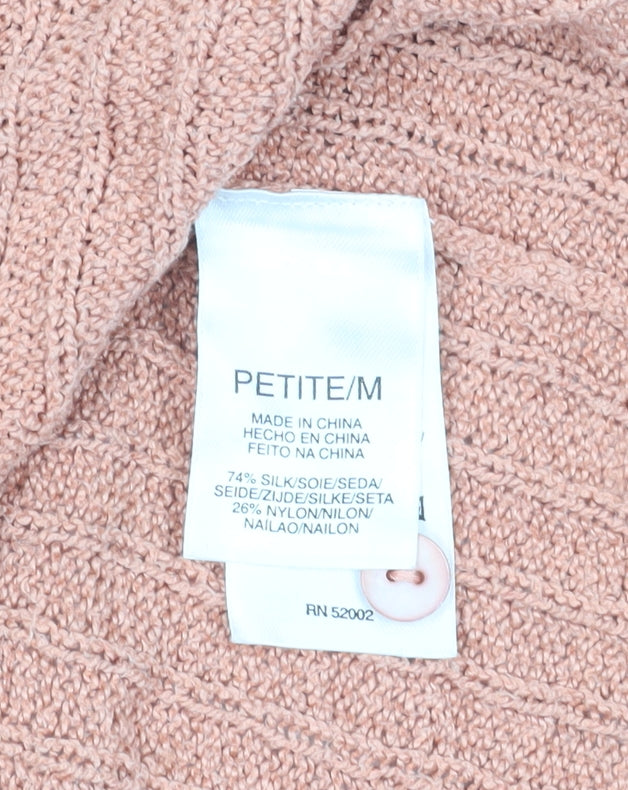 PETITE/M
MADE IN CHINA
HECHO EN CHINA
FEITO NA CHINA
74% SILK/SOIE/SEDA/
SEIDE/ZIJDE/SILKE/SETA
26% NYLON/NILON/
NAILAO/NAILON
RN 52002